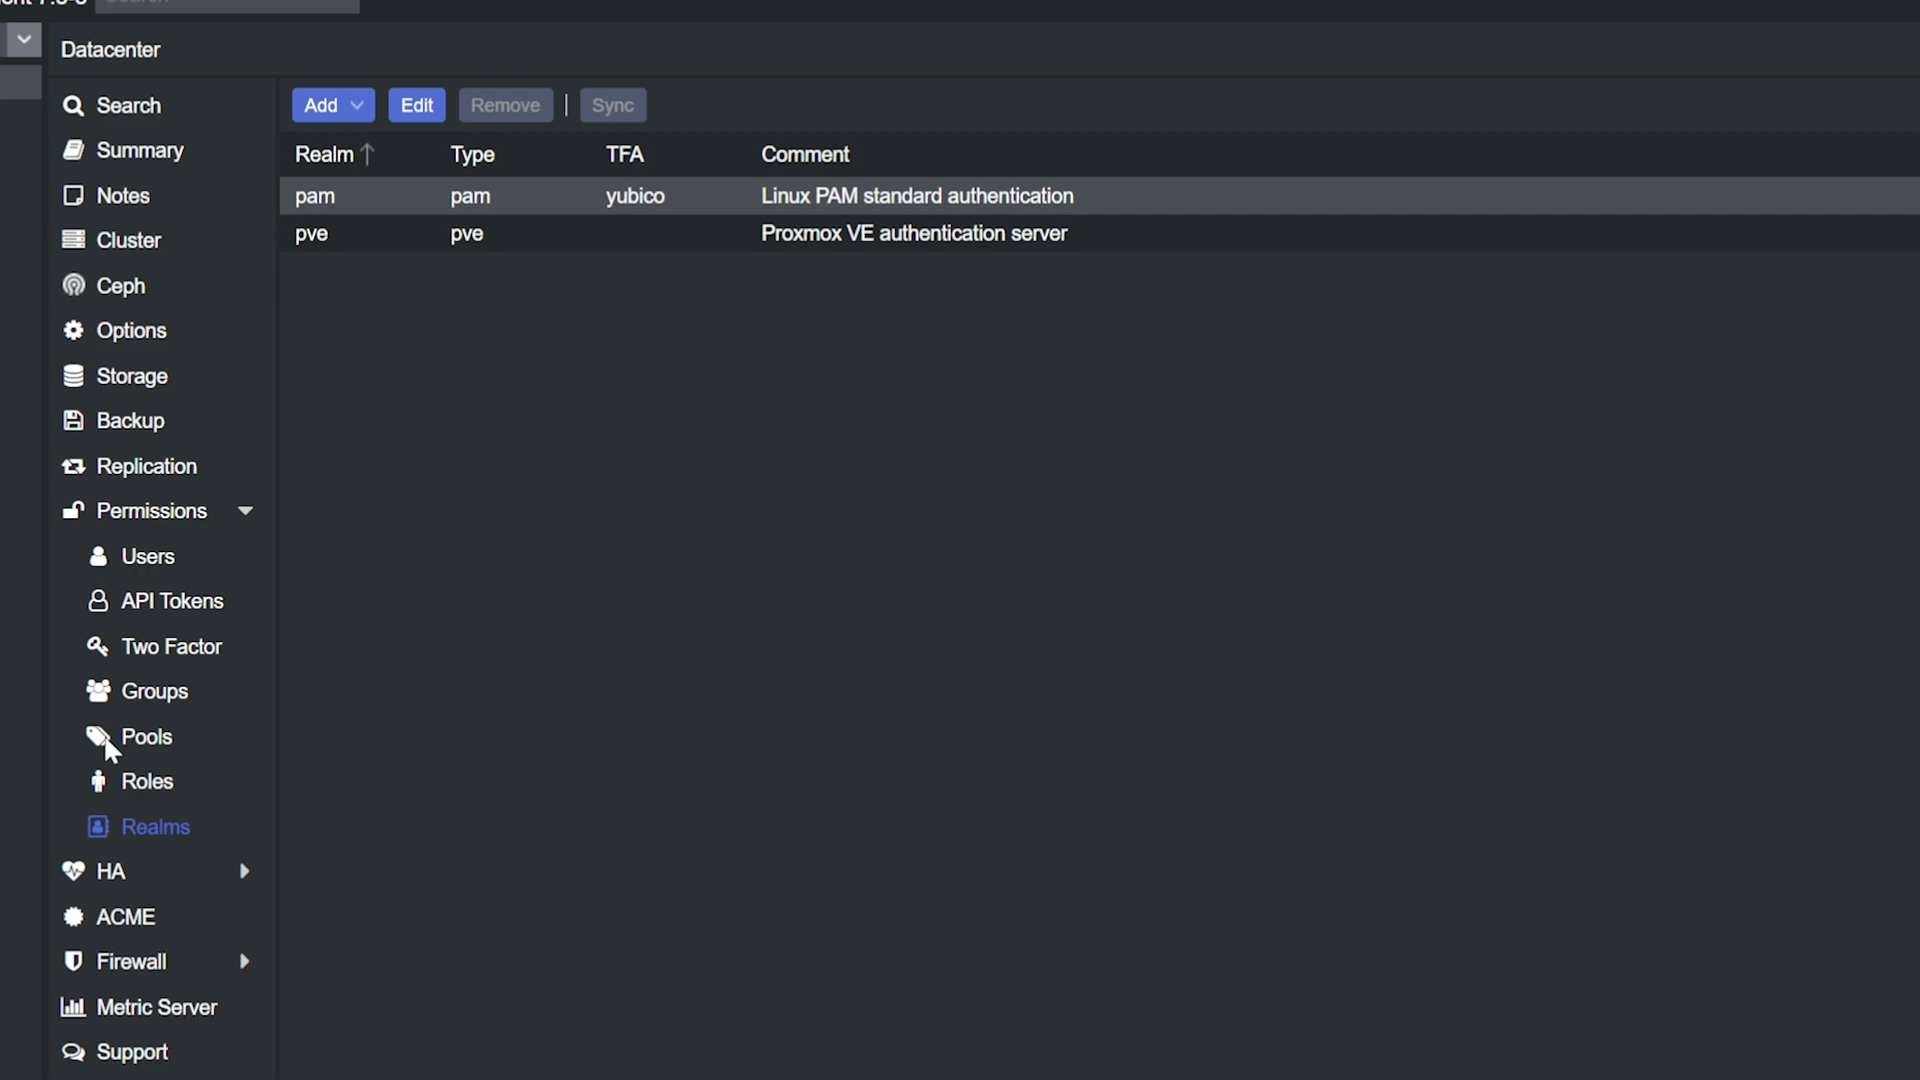 Datacenter
Search
Summary
Notes
Cluster
Ceph
Options
Storage
Backup
Replication
Permissions
Users
API Tokens
Two Factor
Groups
Pools
Roles
Realms
HA
ACME
Firewall
Metric Server
Support
Add Edit Remove | Sync
Realm Type TFA Comment
pam pam yubico Linux PAM standard authentication
pve pve Proxmox VE authentication server